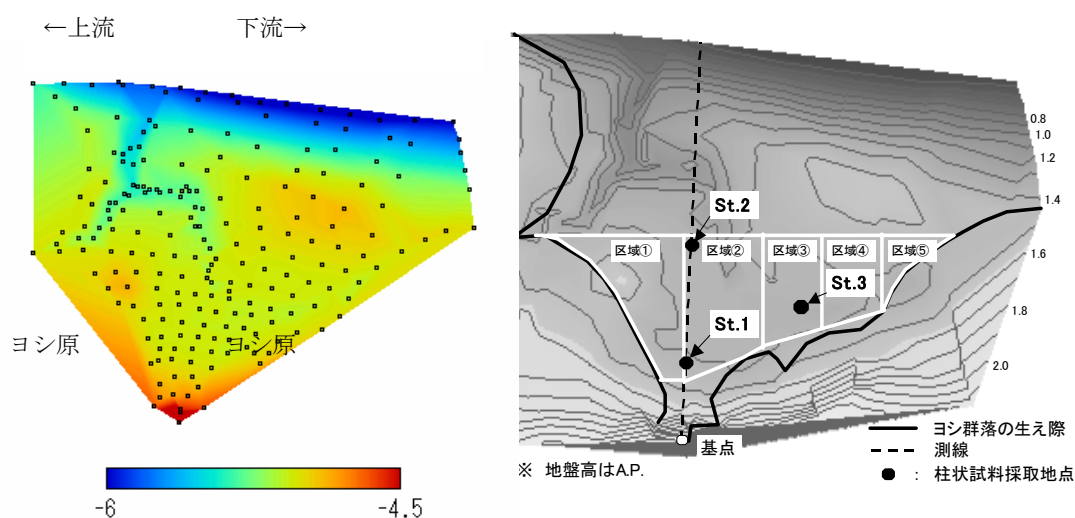 ←上流
下流→
ヨシ原
ヨシ原
-6
-4.5
0.8
1.0
1.2
1.4
1.6
1.8
2.0
St.2
区域①
区域②
区域③
区域④
区域⑤
St.3
St.1
基点
※ 地盤高はA.P.
ヨシ群落の生え際
測線
: 柱状試料採取地点